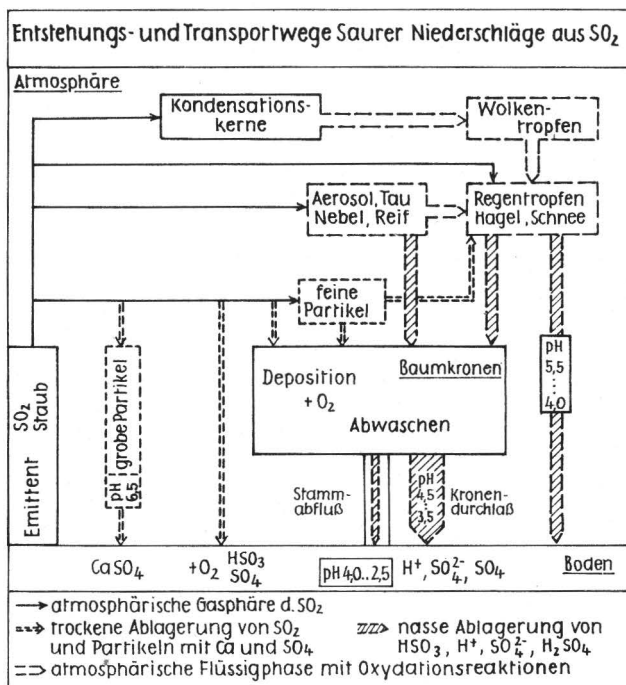 Entstehungs- und Transportwege Saurer Niederschläge aus SO₂
Atmosphäre
Kondensations-
kerne
Wolken-
tropfen
Aerosol, Tau
Nebel, Reif
Regentropfen
Hagel, Schnee
feine
Partikel
Emittent
SO₂
Staub
grobe Partikel
pH
6,5
Baumkronen
Deposition
+ O₂
Abwaschen
pH
5,5
⋮
4,0
Stamm-
abfluß
pH
4,5
⋮
3,5
Kronen-
durchlaß
CaSO₄
+O₂ HSO₃
SO₄
pH 4,0..2,5
H⁺, SO₄²⁻, SO₄
Boden
atmosphärische Gasphäre d. SO₂
trockene Ablagerung von SO₂
und Partikeln mit Ca und SO₄
nasse Ablagerung von
HSO₃, H⁺, SO₄²⁻, H₂SO₄
atmosphärische Flüssigphase mit Oxydationsreaktionen